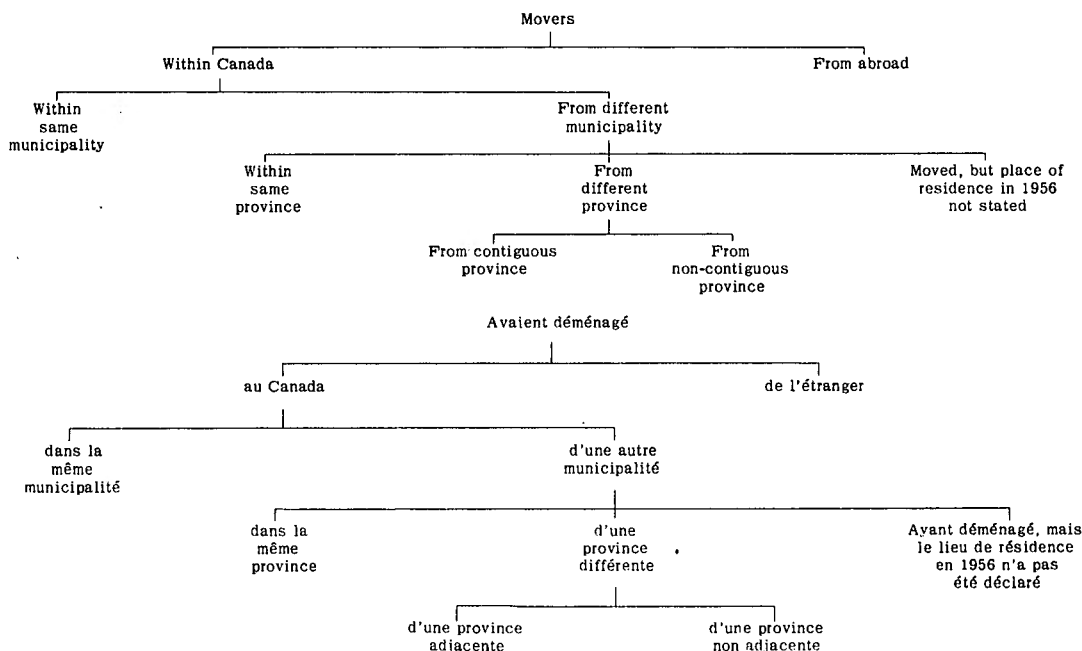 Movers
Within Canada
From abroad
Within
same
municipality
From different
municipality
Within
same
province
From
different
province
Moved, but place of
residence in 1956
not stated
From contiguous
province
From
non-contiguous
province
Avaient déménagé
au Canada
de l'étranger
dans la
même
municipalité
d'une autre
municipalité
dans la
même
province
d'une
province
différente
Ayant déménagé, mais
le lieu de résidence
en 1956 n'a pas
été déclaré
d'une province
adjacente
d'une province
non adjacente